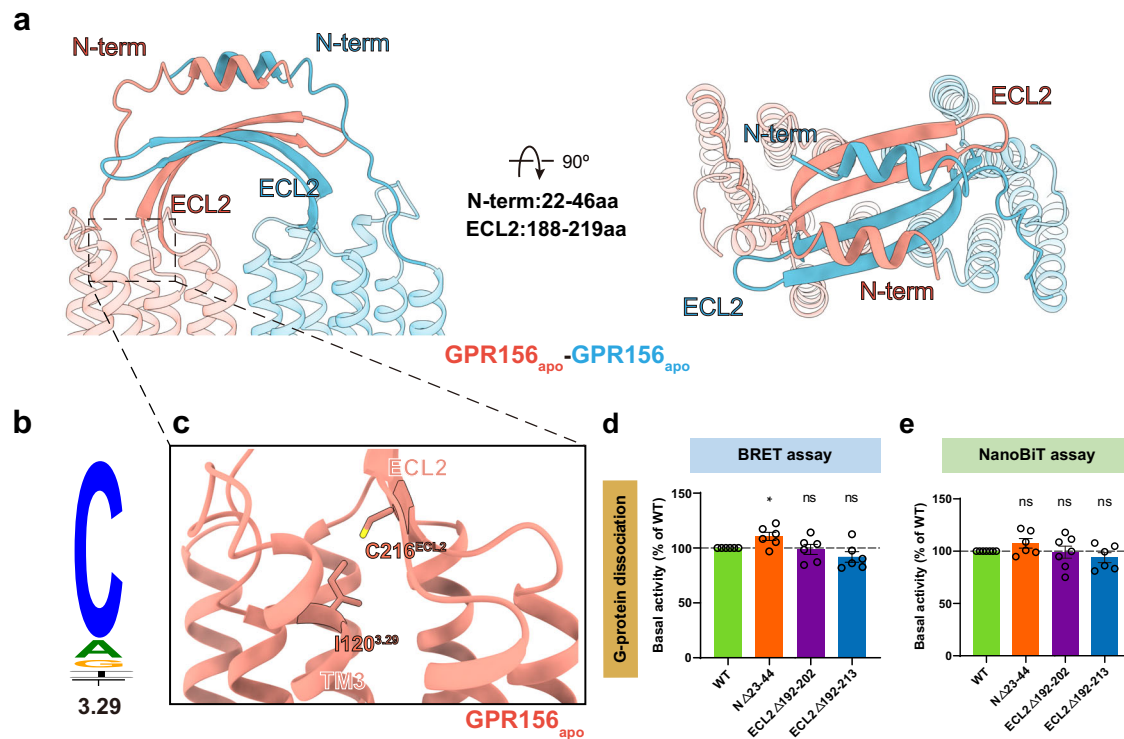 a
N-term
N-term
ECL2
ECL2
90º
N-term:22-46aa
ECL2:188-219aa
ECL2
N-term
N-term
ECL2
GPR156apo-GPR156apo
b
C
A
G
3.29
c
ECL2
C216ECL2
I1203.29
TM3
GPR156apo
G-protein dissociation
d
BRET assay
Basal activity (% of WT)
150
100
50
0
* ns ns
WT
N△23-44
ECL2△192-202
ECL2△192-213
e
NanoBiT assay
Basal activity (% of WT)
150
100
50
0
ns ns ns
WT
N△23-44
ECL2△192-202
ECL2△192-213